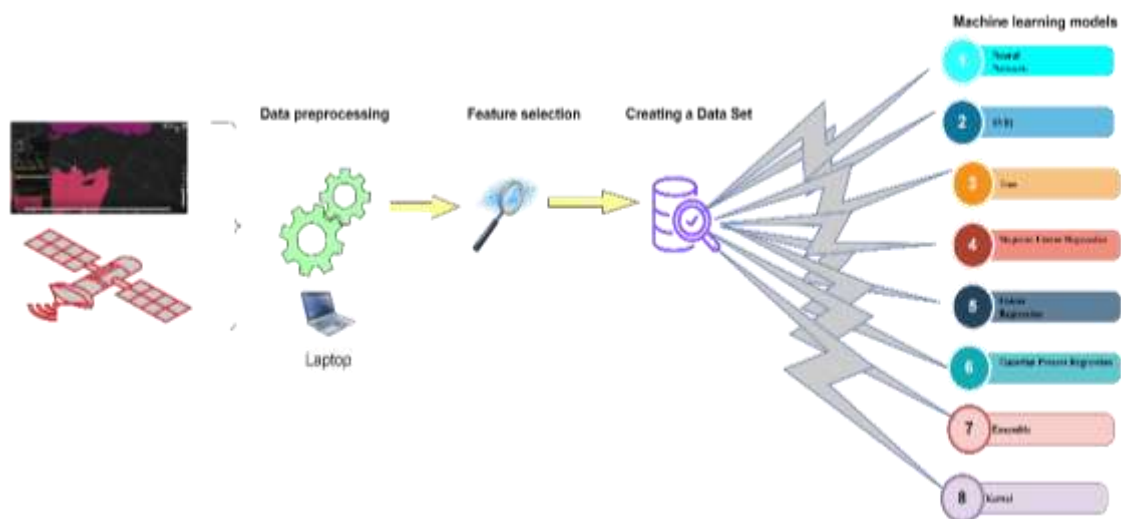 Machine learning models
Data preprocessing
Feature selection
Creating a Data Set
Laptop
1
Neural
Network
2
3
Tree
4
Stepwise Linear Regression
5
Linear
Regression
6
Gaussian Process Regression
7
Ensemble
8
Kernel